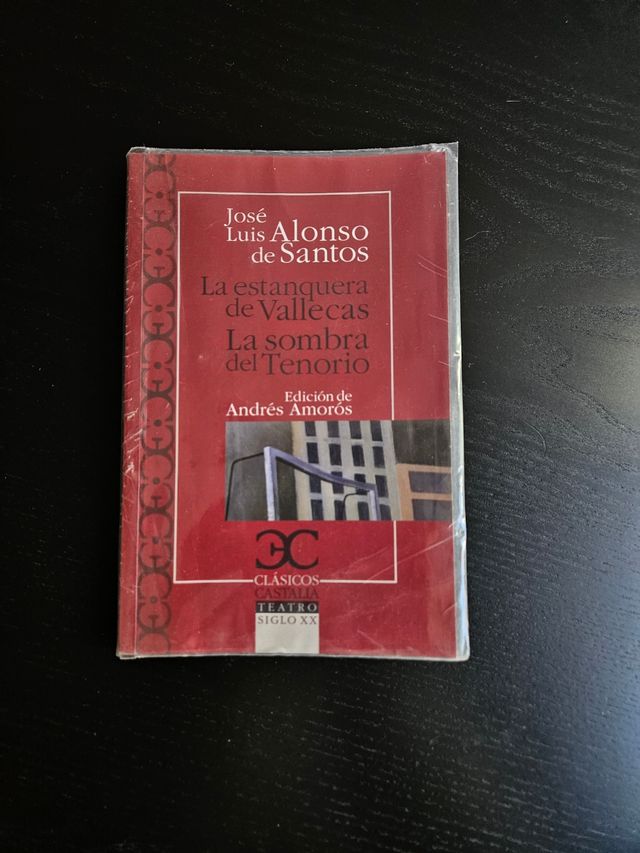 José
Luis Alonso
de Santos
La estanquera
de Vallecas
La sombra
del Tenorio
Edición de
Andrés Amorós
CLÁSICOS
CASTALIA
TEATRO
SIGLO XX